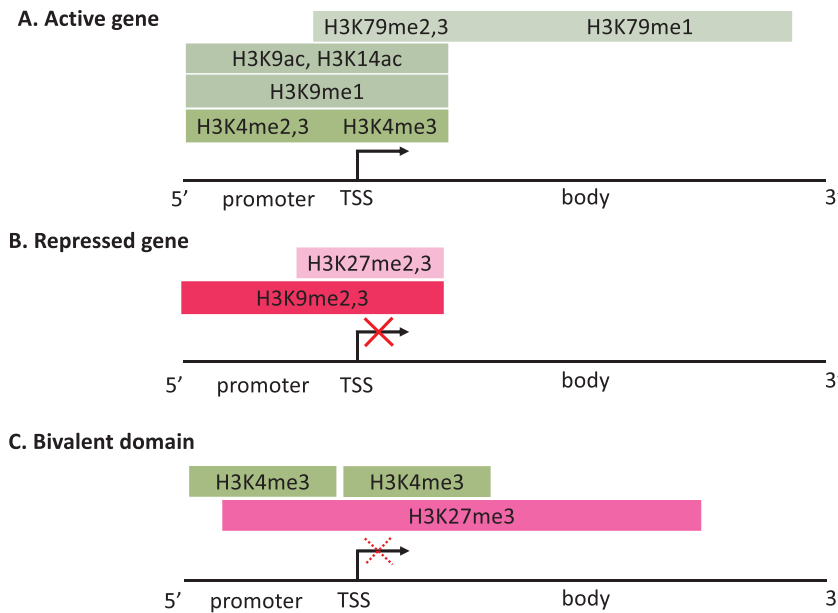 A. Active gene
H3K79me2,3 H3K79me1
H3K9ac, H3K14ac
H3K9me1
H3K4me2,3 H3K4me3
5’ promoter TSS body 3’
B. Repressed gene
H3K27me2,3
H3K9me2,3
5’ promoter TSS body 3’
C. Bivalent domain
H3K4me3 H3K4me3
H3K27me3
5’ promoter TSS body 3